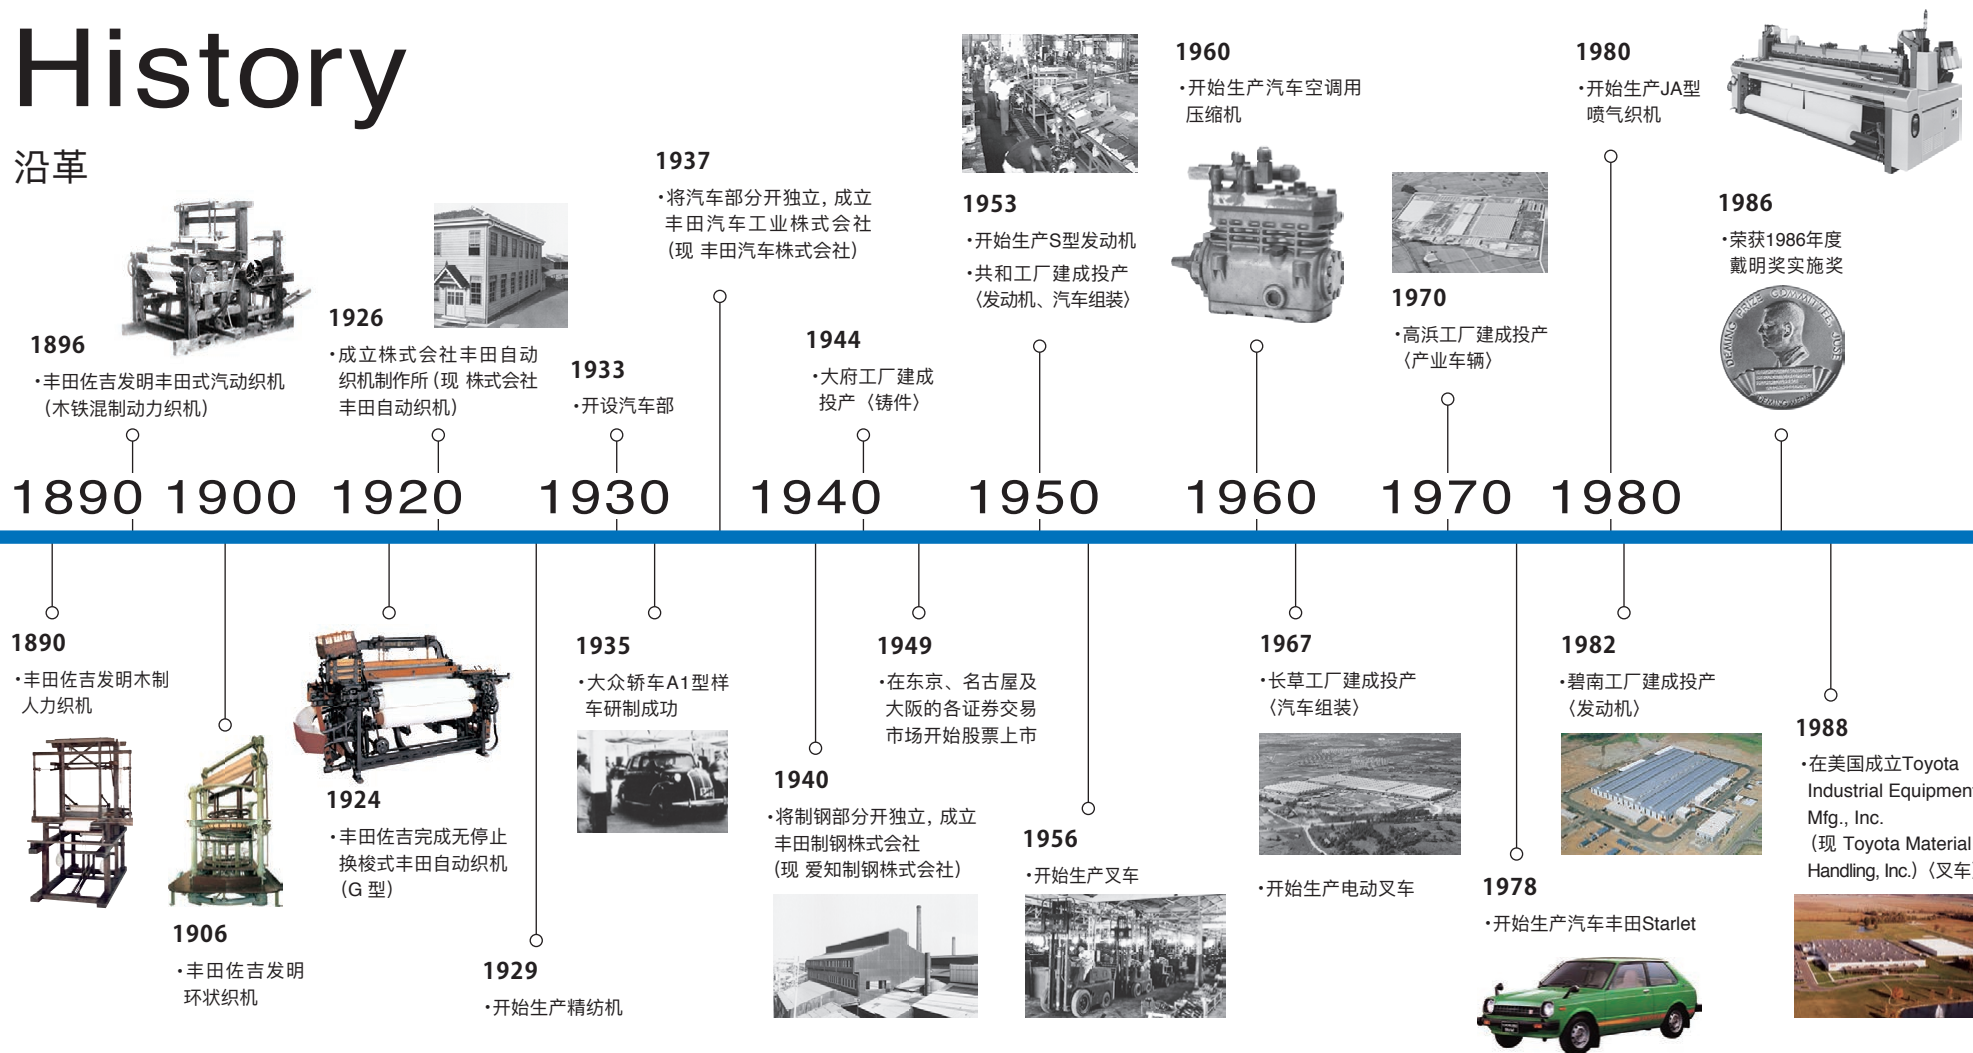 History
沿革
1896
・丰田佐吉发明丰田式汽动织机
（木铁混制动力织机）
1926
・成立株式会社丰田自动
织机制作所（现 株式会社
丰田自动织机）
1933
・开设汽车部
1937
・将汽车部分开独立，成立
丰田汽车工业株式会社
（现 丰田汽车株式会社）
1944
・大府工厂建成
投产〈铸件〉
1953
・开始生产S型发动机
・共和工厂建成投产
〈发动机、汽车组装〉
1960
・开始生产汽车空调用
压缩机
1970
・高浜工厂建成投产
〈产业车辆〉
1980
・开始生产JA型
喷气织机
1986
・荣获1986年度
戴明奖实施奖
DEMING PRIZE COMMITTEE, JUSE
1890 1900 1920 1930 1940 1950 1960 1970 1980
1890
・丰田佐吉发明木制
人力织机
1906
・丰田佐吉发明
环状织机
1924
・丰田佐吉完成无停止
换梭式丰田自动织机
（G 型）
1929
・开始生产精纺机
1935
・大众轿车A1型样
车研制成功
1940
・将制钢部分开独立，成立
丰田制钢株式会社
（现 爱知制钢株式会社）
1949
・在东京、名古屋及
大阪的各证券交易
市场开始股票上市
1956
・开始生产叉车
1967
・长草工厂建成投产
〈汽车组装〉
・开始生产电动叉车
1978
・开始生产汽车丰田Starlet
1982
・碧南工厂建成投产
〈发动机〉
1988
・在美国成立Toyota
Industrial Equipmen
Mfg., Inc.
（现 Toyota Material
Handling, Inc.）〈叉车